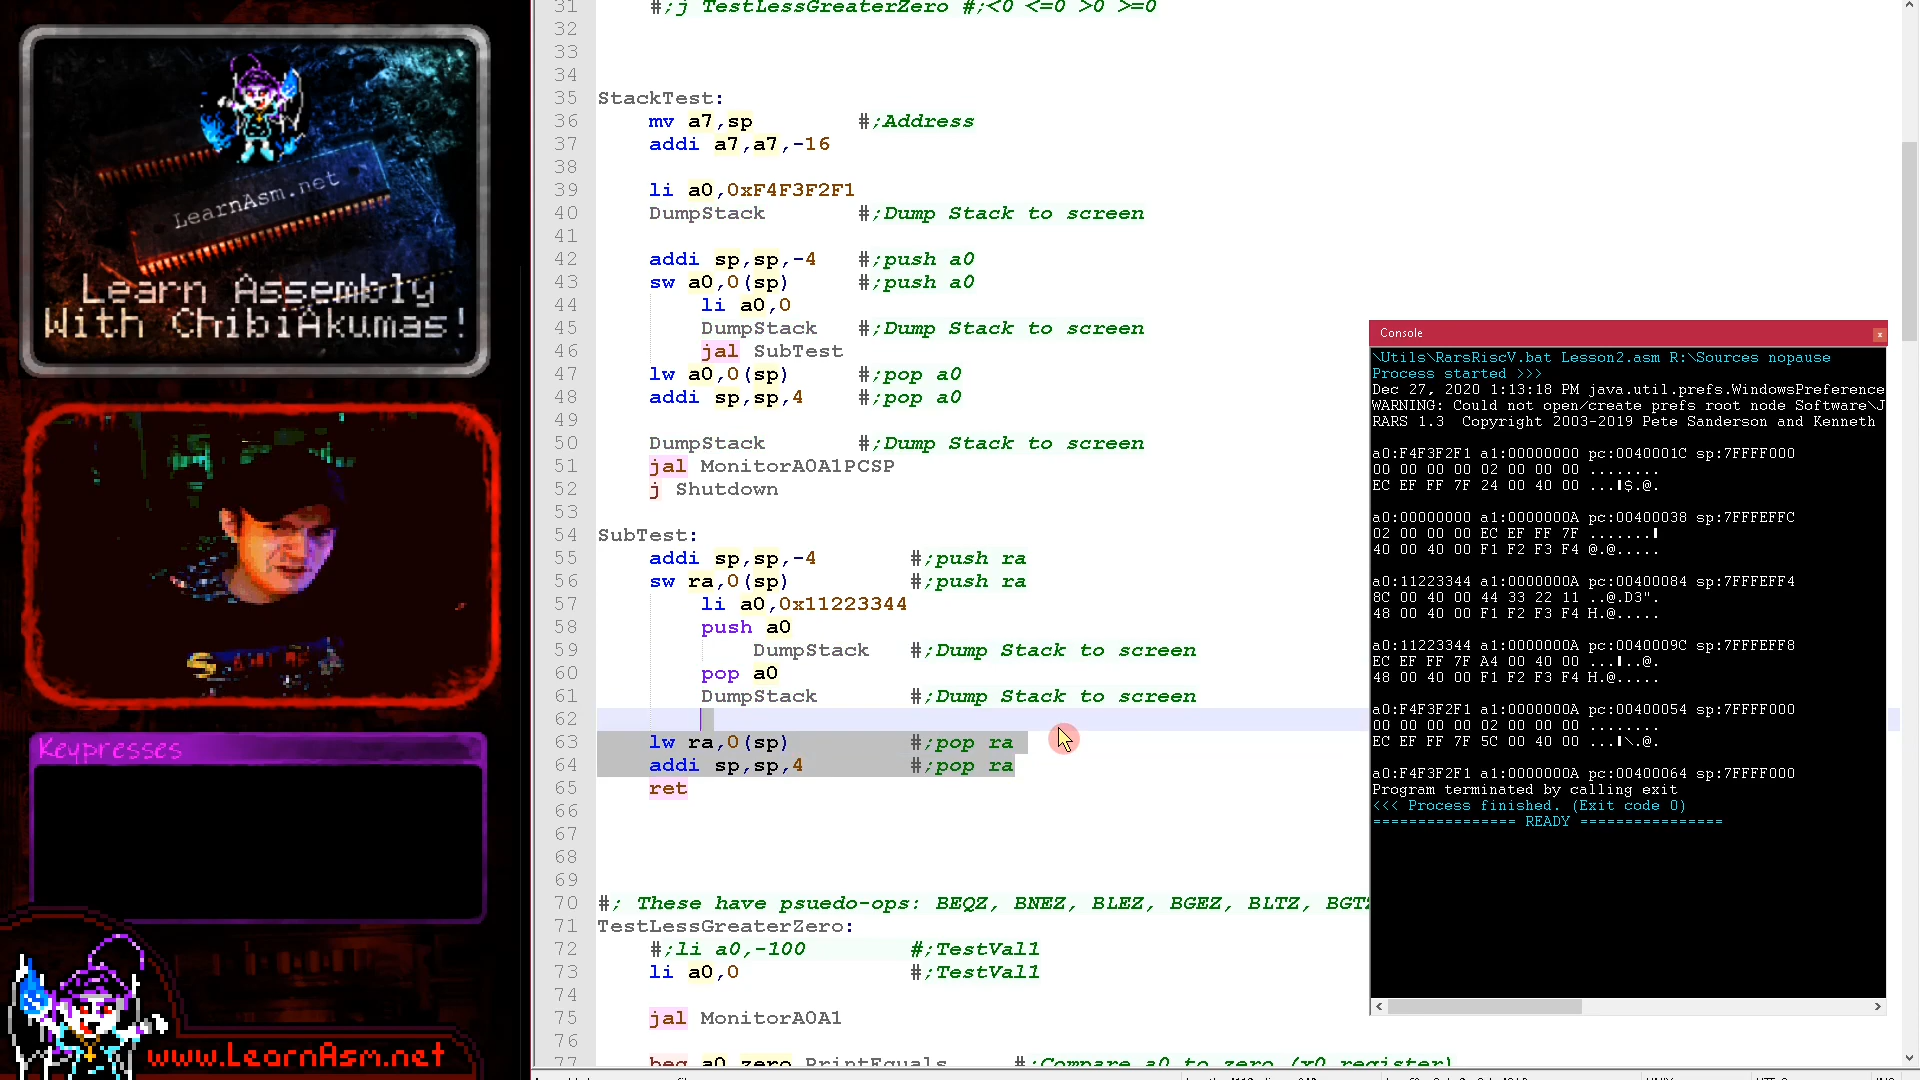 LearnAsm.net
Learn Assembly
With ChibiAkumas!
Keypresses
www.LearnAsm.net
31 #;j TestLessGreaterZero #;<0 <=0 >0 >=0
32
33
34
35 StackTest:
36 mv a7,sp #;Address
37 addi a7,a7,-16
38
39 li a0,0xF4F3F2F1
40 DumpStack #;Dump Stack to screen
41
42 addi sp,sp,-4 #;push a0
43 sw a0,0(sp) #;push a0
44 li a0,0
45 DumpStack #;Dump Stack to screen
46 jal SubTest
47 lw a0,0(sp) #;pop a0
48 addi sp,sp,4 #;pop a0
49
50 DumpStack #;Dump Stack to screen
51 jal MonitorA0A1PCSP
52 j Shutdown
53
54 SubTest:
55 addi sp,sp,-4 #;push ra
56 sw ra,0(sp) #;push ra
57 li a0,0x11223344
58 push a0
59 DumpStack #;Dump Stack to screen
60 pop a0
61 DumpStack #;Dump Stack to screen
62
63 lw ra,0(sp) #;pop ra
64 addi sp,sp,4 #;pop ra
65 ret
66
67
68
69
70 #; These have psuedo-ops: BEQZ, BNEZ, BLEZ, BGEZ, BLTZ, BGTZ
71 TestLessGreaterZero:
72 #;li a0,-100 #;TestVal1
73 li a0,0 #;TestVal1
74
75 jal MonitorA0A1
76
77 beq a0,zero,PrintEquals #;Compare a0 to zero (x0 register)
Console
\Utils\RarsRiscV.bat Lesson2.asm R:\Sources nopause
Process started >>>
Dec 27, 2020 1:13:18 PM java.util.prefs.WindowsPreference
WARNING: Could not open/create prefs root node Software\J
RARS 1.3 Copyright 2003-2019 Pete Sanderson and Kenneth
a0:F4F3F2F1 a1:00000000 pc:0040001C sp:7FFFF000
00 00 00 00 02 00 00 00 ........
EC EF FF 7F 24 00 40 00 ...▮$.@.
a0:00000000 a1:0000000A pc:00400038 sp:7FFFEFFC
02 00 00 00 EC EF FF 7F .......▮
40 00 40 00 F1 F2 F3 F4 @.@.....
a0:11223344 a1:0000000A pc:00400084 sp:7FFFEFF4
8C 00 40 00 44 33 22 11 ..@.D3".
48 00 40 00 F1 F2 F3 F4 H.@.....
a0:11223344 a1:0000000A pc:0040009C sp:7FFFEFF8
EC EF FF 7F A4 00 40 00 ...▮..@.
48 00 40 00 F1 F2 F3 F4 H.@.....
a0:F4F3F2F1 a1:0000000A pc:00400054 sp:7FFFF000
00 00 00 00 02 00 00 00 ........
EC EF FF 7F 5C 00 40 00 ...▮\.@.
a0:F4F3F2F1 a1:0000000A pc:00400064 sp:7FFFF000
Program terminated by calling exit
<<< Process finished. (Exit code 0)
================ READY ================